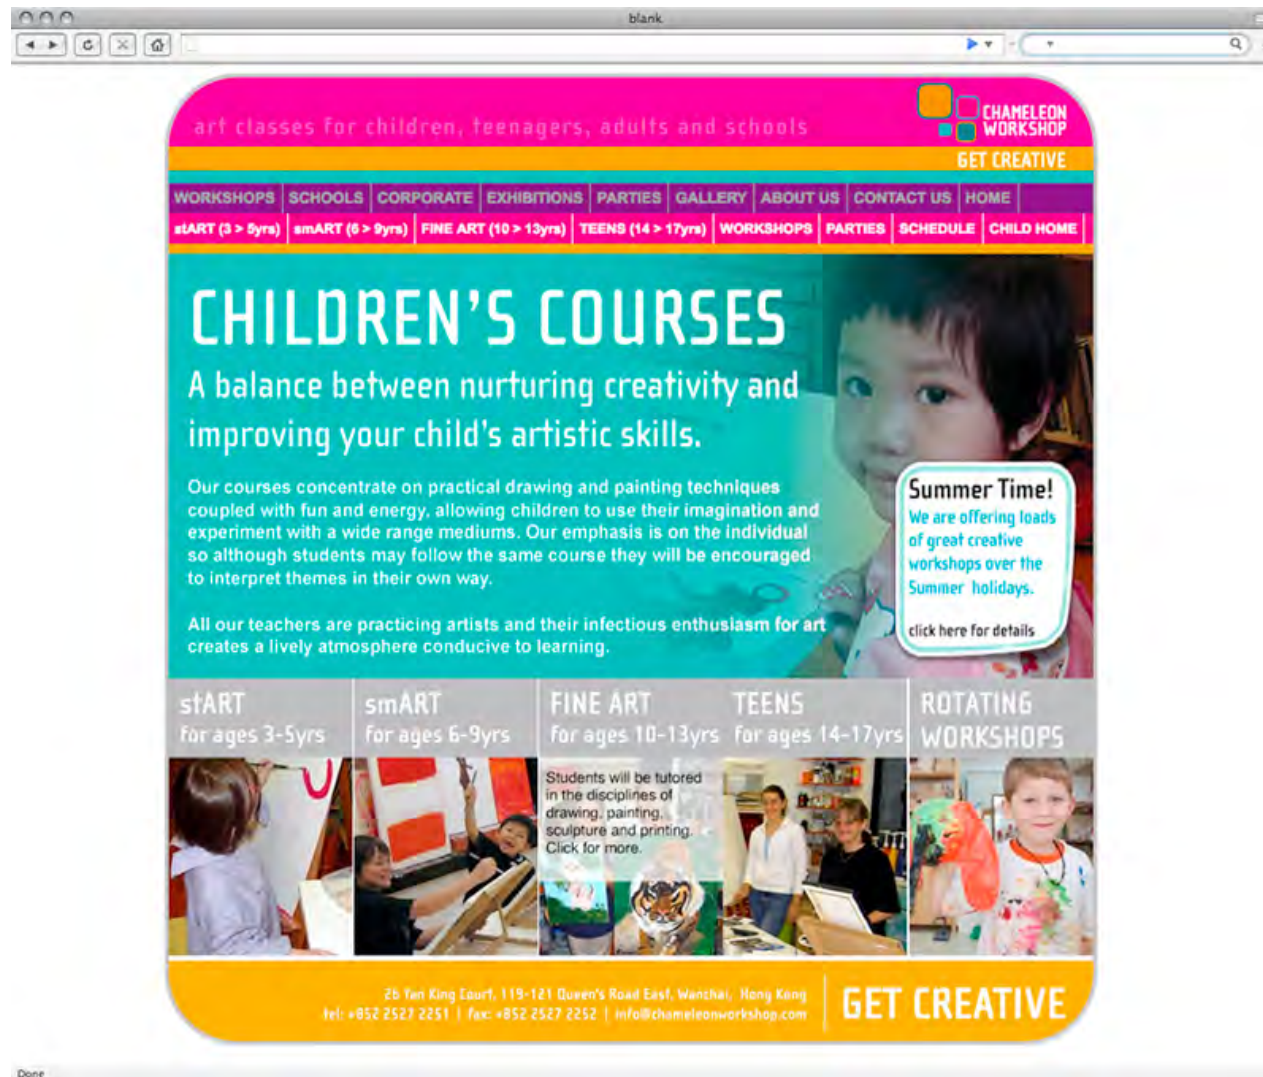 blank
art classes for children, teenagers, adults and schools
CHAMELEON
WORKSHOP
GET CREATIVE
WORKSHOPS SCHOOLS CORPORATE EXHIBITIONS PARTIES GALLERY ABOUT US CONTACT US HOME
stART (3 > 5yrs) smART (6 > 9yrs) FINE ART (10 > 13yrs) TEENS (14 > 17yrs) WORKSHOPS PARTIES SCHEDULE CHILD HOME
CHILDREN'S COURSES
A balance between nurturing creativity and
improving your child's artistic skills.
Our courses concentrate on practical drawing and painting techniques
coupled with fun and energy, allowing children to use their imagination and
experiment with a wide range mediums. Our emphasis is on the individual
so although students may follow the same course they will be encouraged
to interpret themes in their own way.
All our teachers are practicing artists and their infectious enthusiasm for art
creates a lively atmosphere conducive to learning.
Summer Time!
We are offering loads
of great creative
workshops over the
Summer holidays.
click here for details
stART
for ages 3-5yrs
smART
for ages 6-9yrs
FINE ART
for ages 10-13yrs
TEENS
for ages 14-17yrs
ROTATING
WORKSHOPS
Students will be tutored
in the disciplines of
drawing, painting,
sculpture and printing.
Click for more.
26 Yan King Court, 119-121 Queen's Road East, Wanchai, Hong Kong
tel: +852 2527 2251 | fax: +852 2527 2252 | info@chameleonworkshop.com
GET CREATIVE
Done